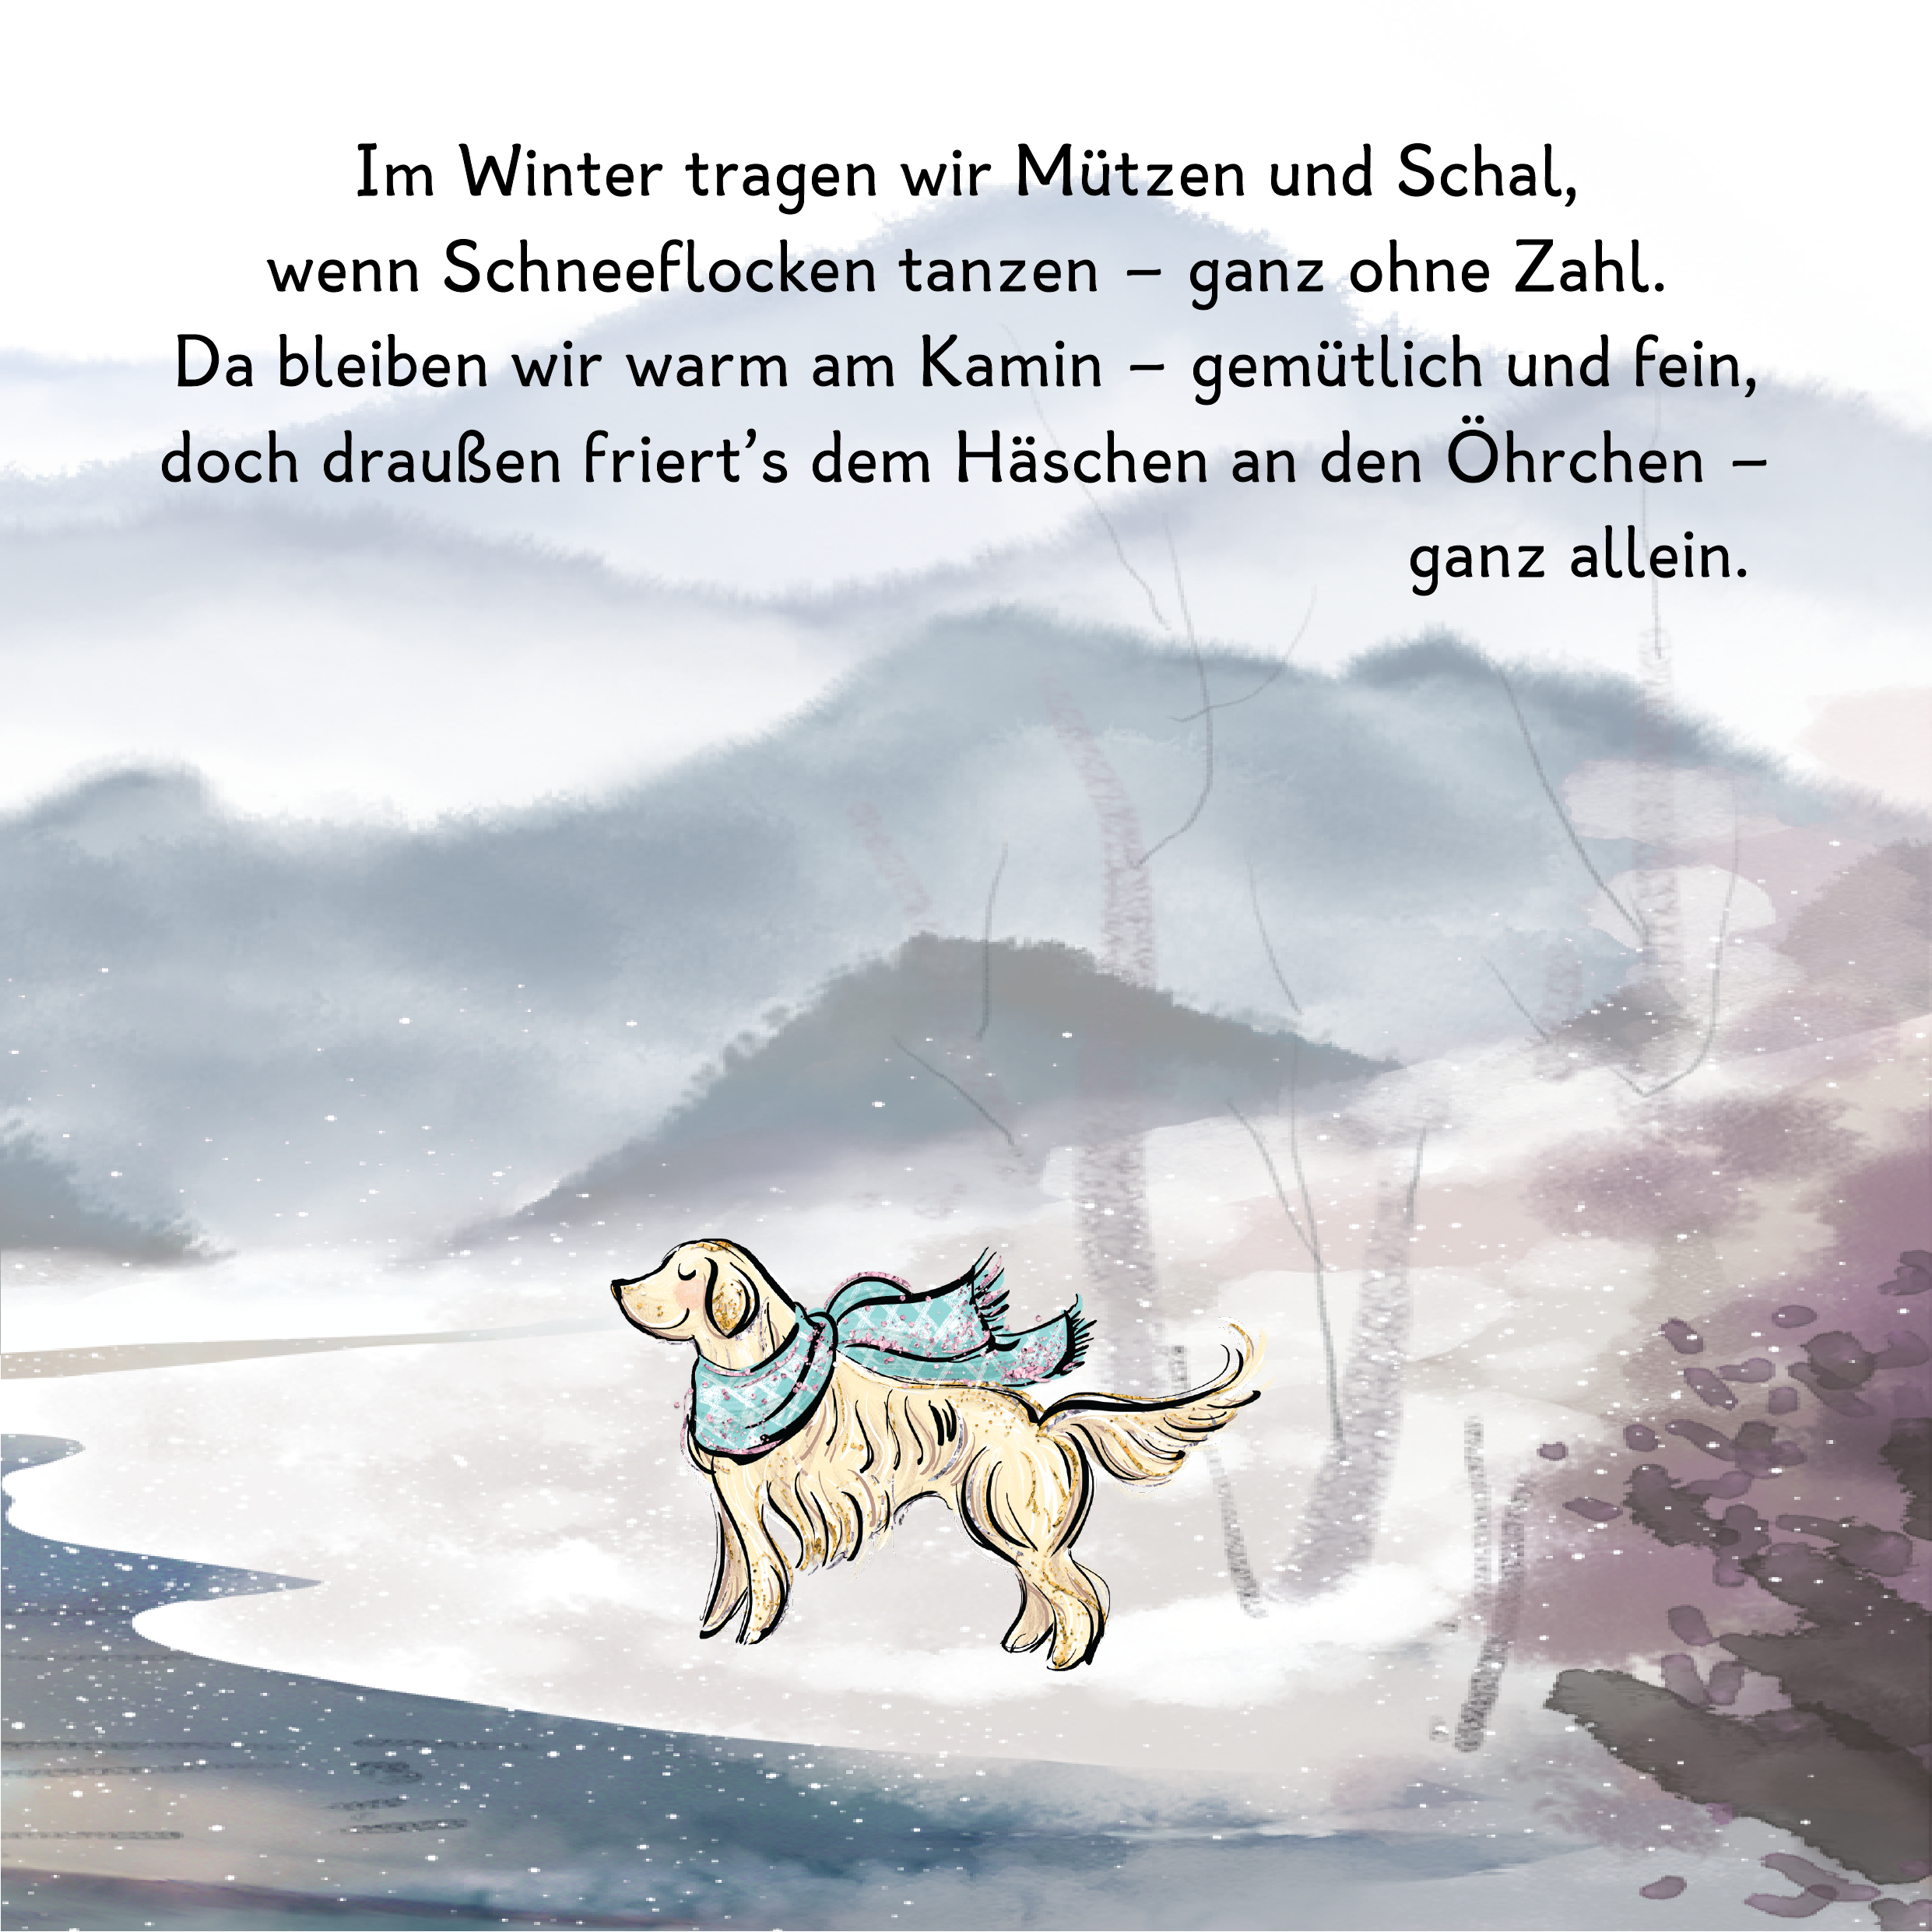 Im Winter tragen wir Mützen und Schal,
wenn Schneeflocken tanzen – ganz ohne Zahl.
Da bleiben wir warm am Kamin – gemütlich und fein,
doch draußen friert’s dem Häschen an den Öhrchen –
ganz allein.